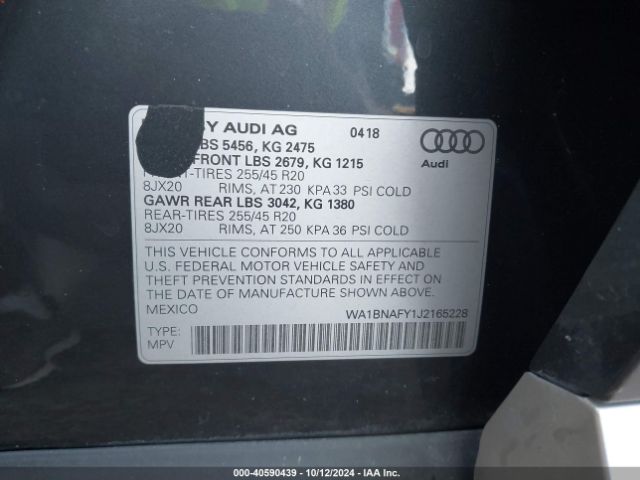 BY AUDI AG 0418
LBS 5456, KG 2475
FRONT LBS 2679, KG 1215
TIRES 255/45 R20
8JX20 RIMS, AT 230 KPA 33 PSI COLD
GAWR REAR LBS 3042, KG 1380
REAR-TIRES 255/45 R20
8JX20 RIMS, AT 250 KPA 36 PSI COLD
Audi
THIS VEHICLE CONFORMS TO ALL APPLICABLE
U.S. FEDERAL MOTOR VEHICLE SAFETY AND
THEFT PREVENTION STANDARDS IN EFFECT ON
THE DATE OF MANUFACTURE SHOWN ABOVE.
MEXICO WA1BNAFY1J2165228
TYPE:
MPV
000-40590439 - 10/12/2024 - IAA Inc.